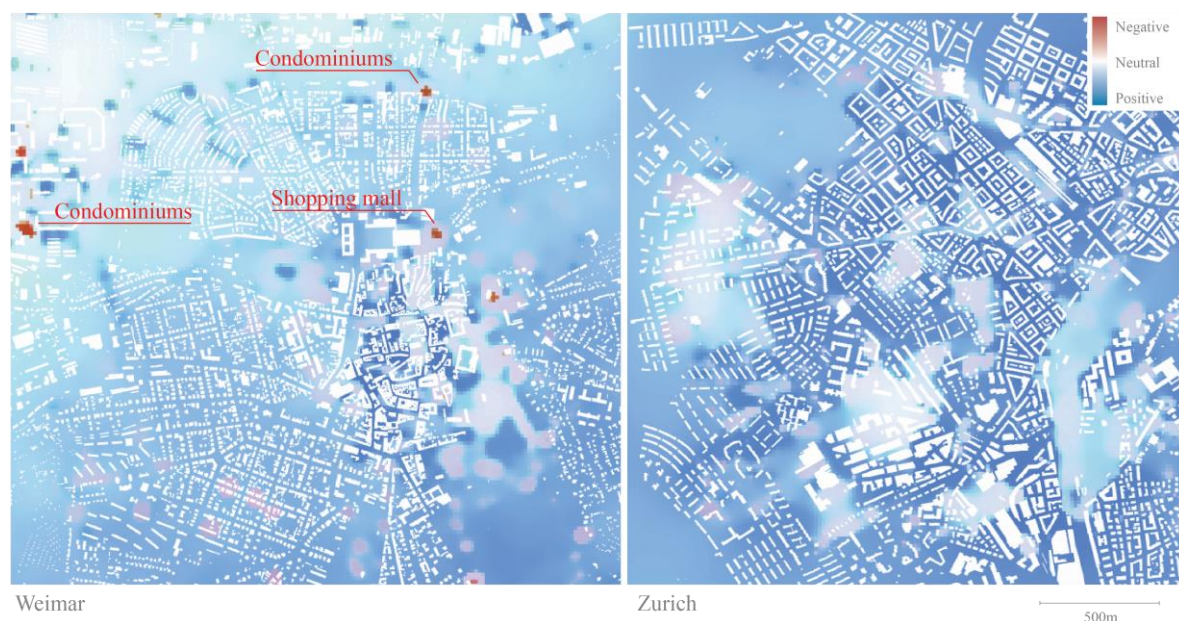 Condominiums
Negative
Neutral
Positive
Shopping mall
Condominiums
Weimar
Zurich
500m